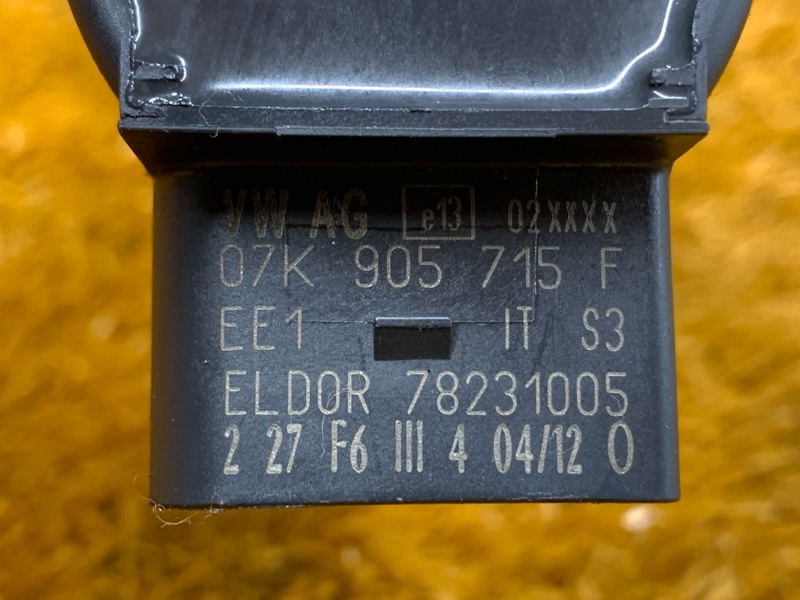 VW AG e13 02XXXX
07K 905 715 F
EE1 IT S3
ELDOR 78231005
2 27 F6 III 4 04/12 0